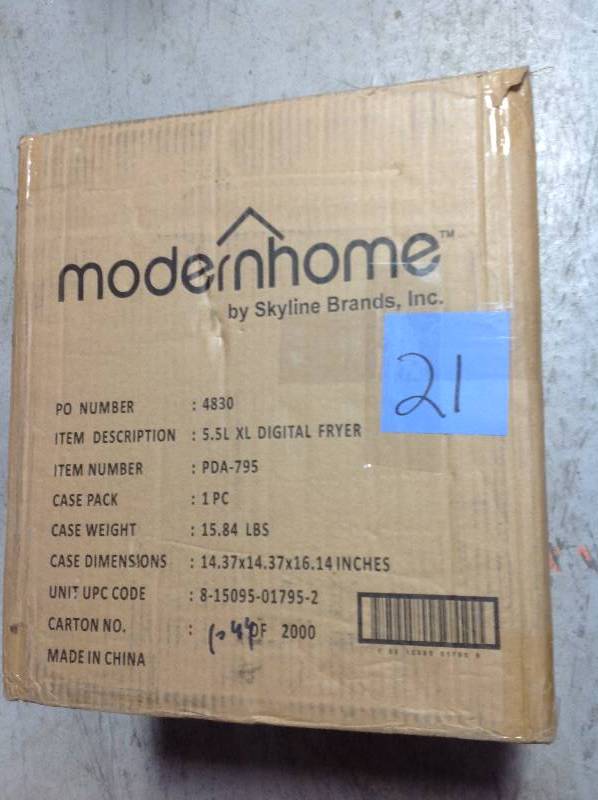 modernhome™
by Skyline Brands, Inc.
21
PO NUMBER : 4830
ITEM DESCRIPTION : 5.5L XL DIGITAL FRYER
ITEM NUMBER : PDA-795
CASE PACK : 1 PC
CASE WEIGHT : 15.84 LBS
CASE DIMENSIONS : 14.37x14.37x16.14 INCHES
UNIT UPC CODE : 8-15095-01795-2
CARTON NO. : OF 2000
MADE IN CHINA